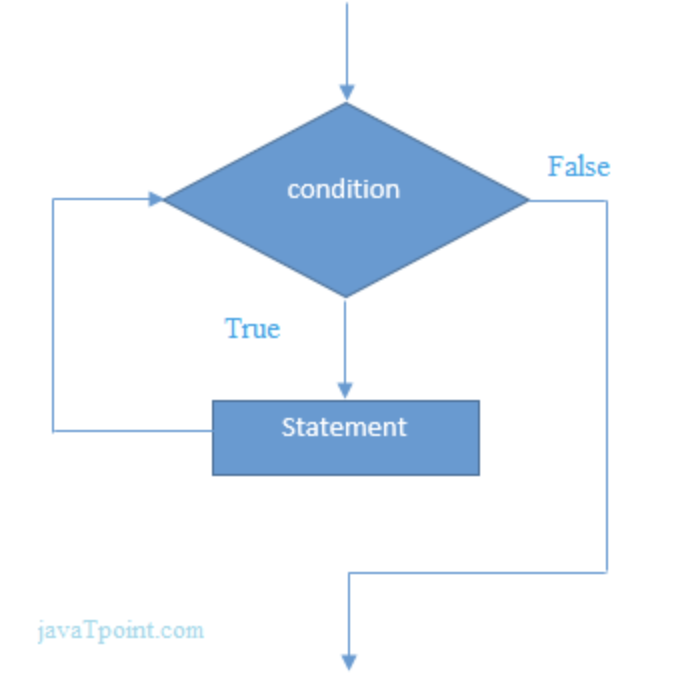 condition
False
True
Statement
javaTpoint.com